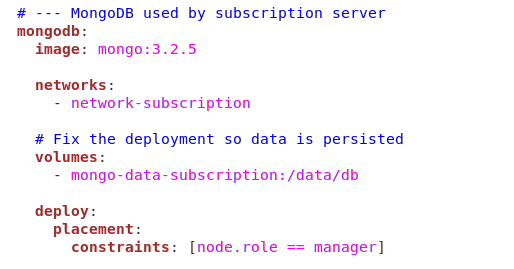 # --- MongoDB used by subscription server
mongodb:
  image: mongo:3.2.5

  networks:
    - network-subscription

  # Fix the deployment so data is persisted
  volumes:
    - mongo-data-subscription:/data/db

  deploy:
    placement:
      constraints: [node.role == manager]